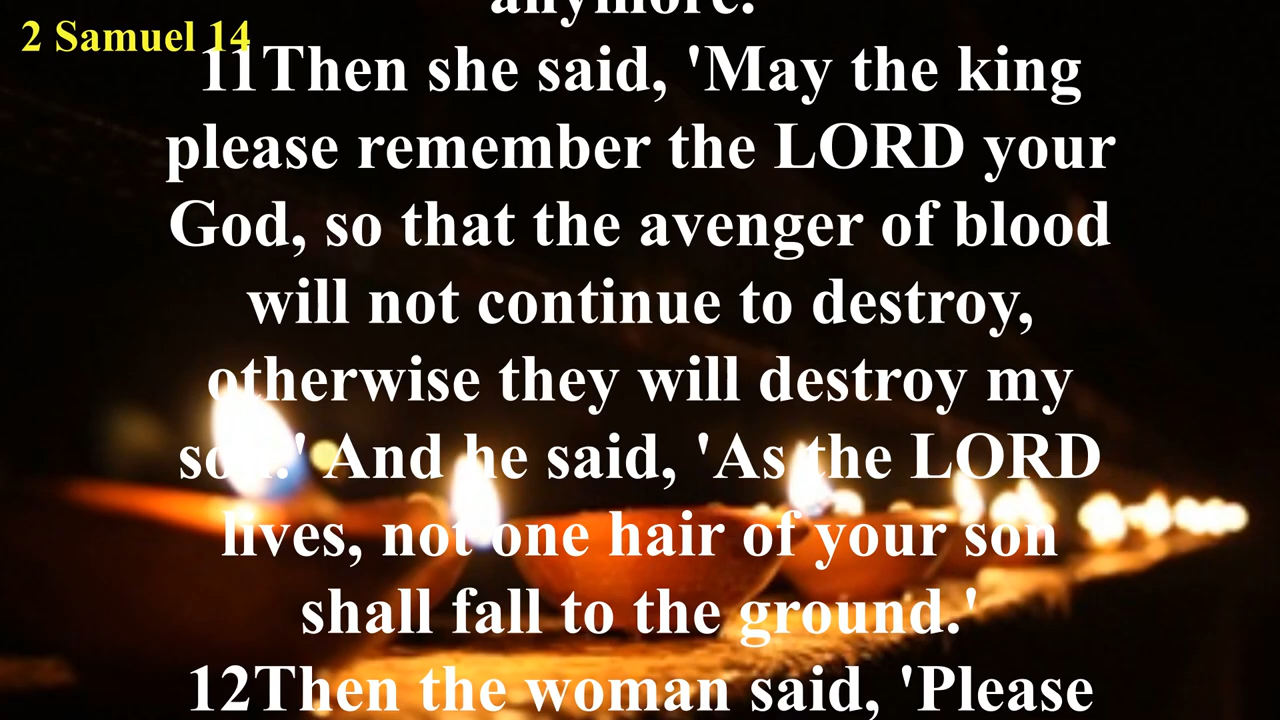 anymore.'
2 Samuel 14
11Then she said, 'May the king
please remember the LORD your
God, so that the avenger of blood
will not continue to destroy,
otherwise they will destroy my
son.' And he said, 'As the LORD
lives, not one hair of your son
shall fall to the ground.'
12Then the woman said, 'Please